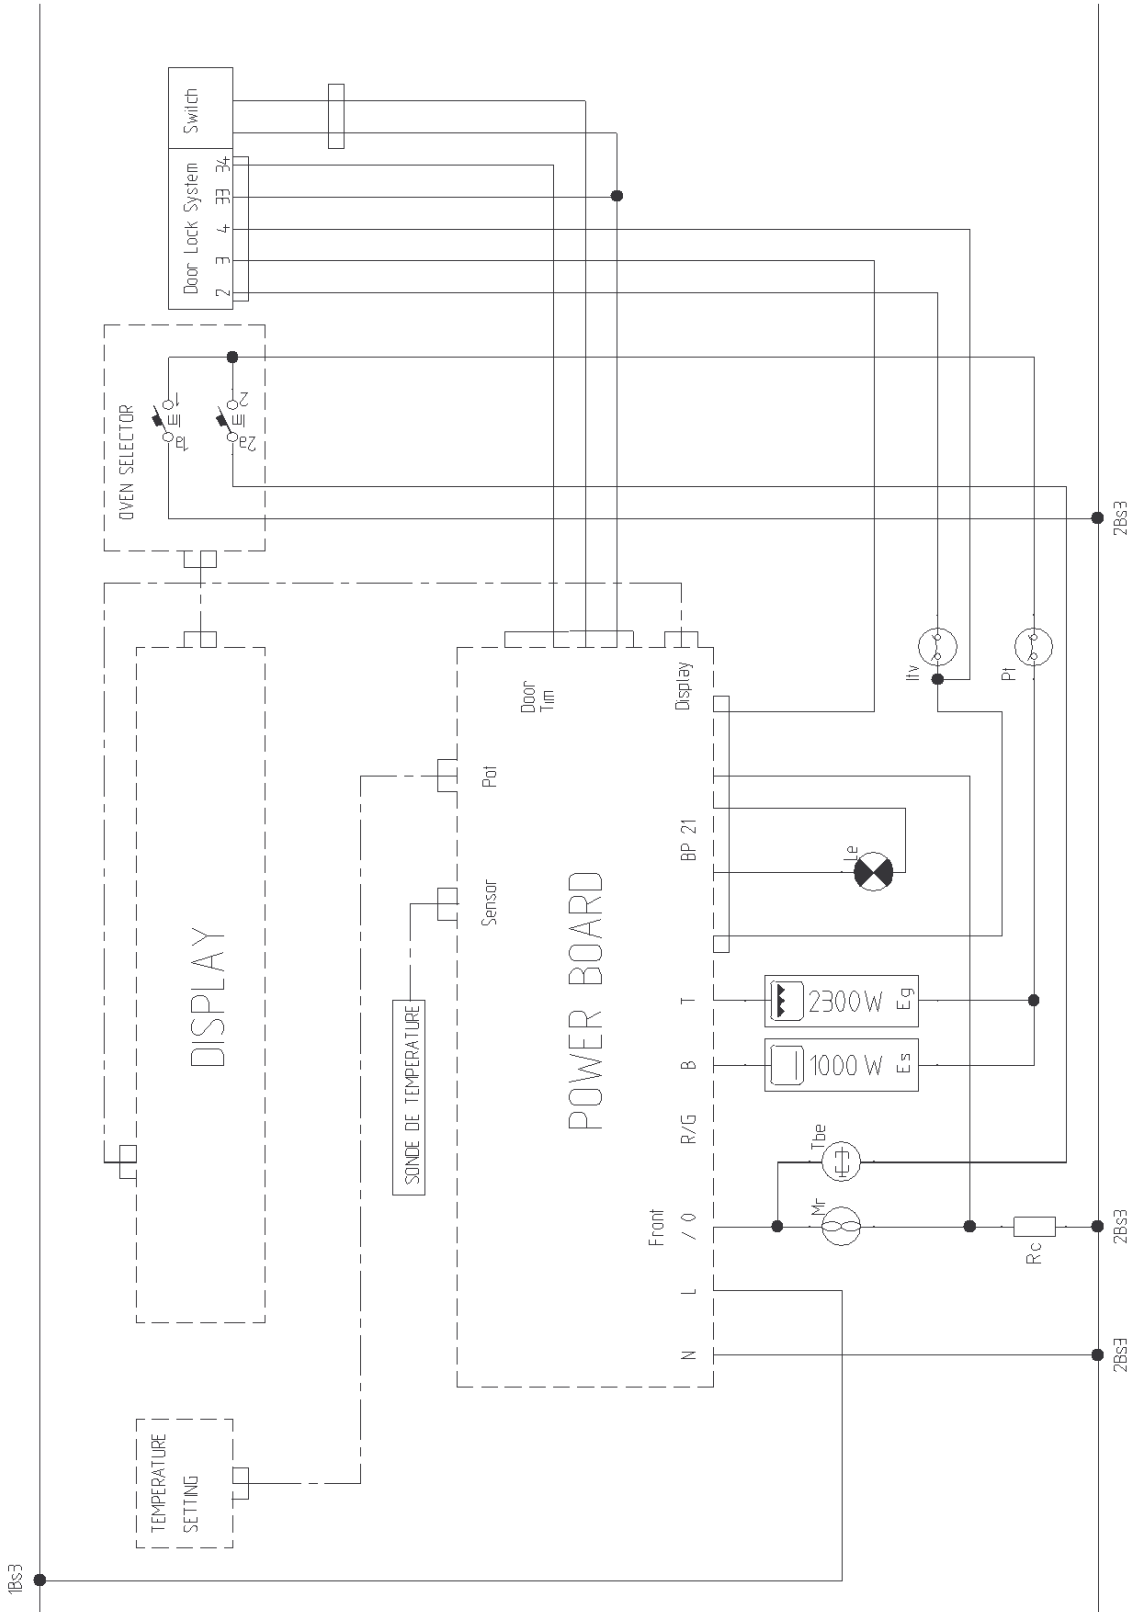 1Bs3
TEMPERATURE
SETTING
DISPLAY
OVEN SELECTOR
1a
1
2a
2
Door Lock System
Switch
2
3
4
33
34
SONDE DE TEMPERATURE
Sensor
Pot
Door
Tim
POWER BOARD
Display
N
L
Front
/ 0
R/G
B
T
BP 21
Mr
Tbe
1000 W
Es
2300 W
Eg
Le
Itv
Pt
Rc
2Bs3
2Bs3
2Bs3